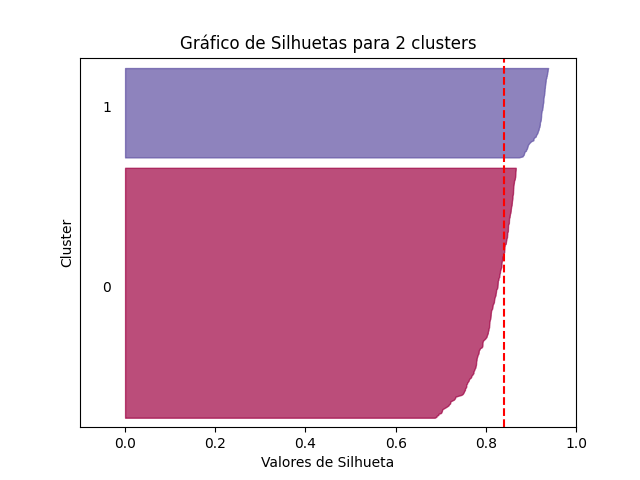 Gráfico de Silhuetas para 2 clusters
1
0
Cluster
0.0 0.2 0.4 0.6 0.8 1.0
Valores de Silhueta